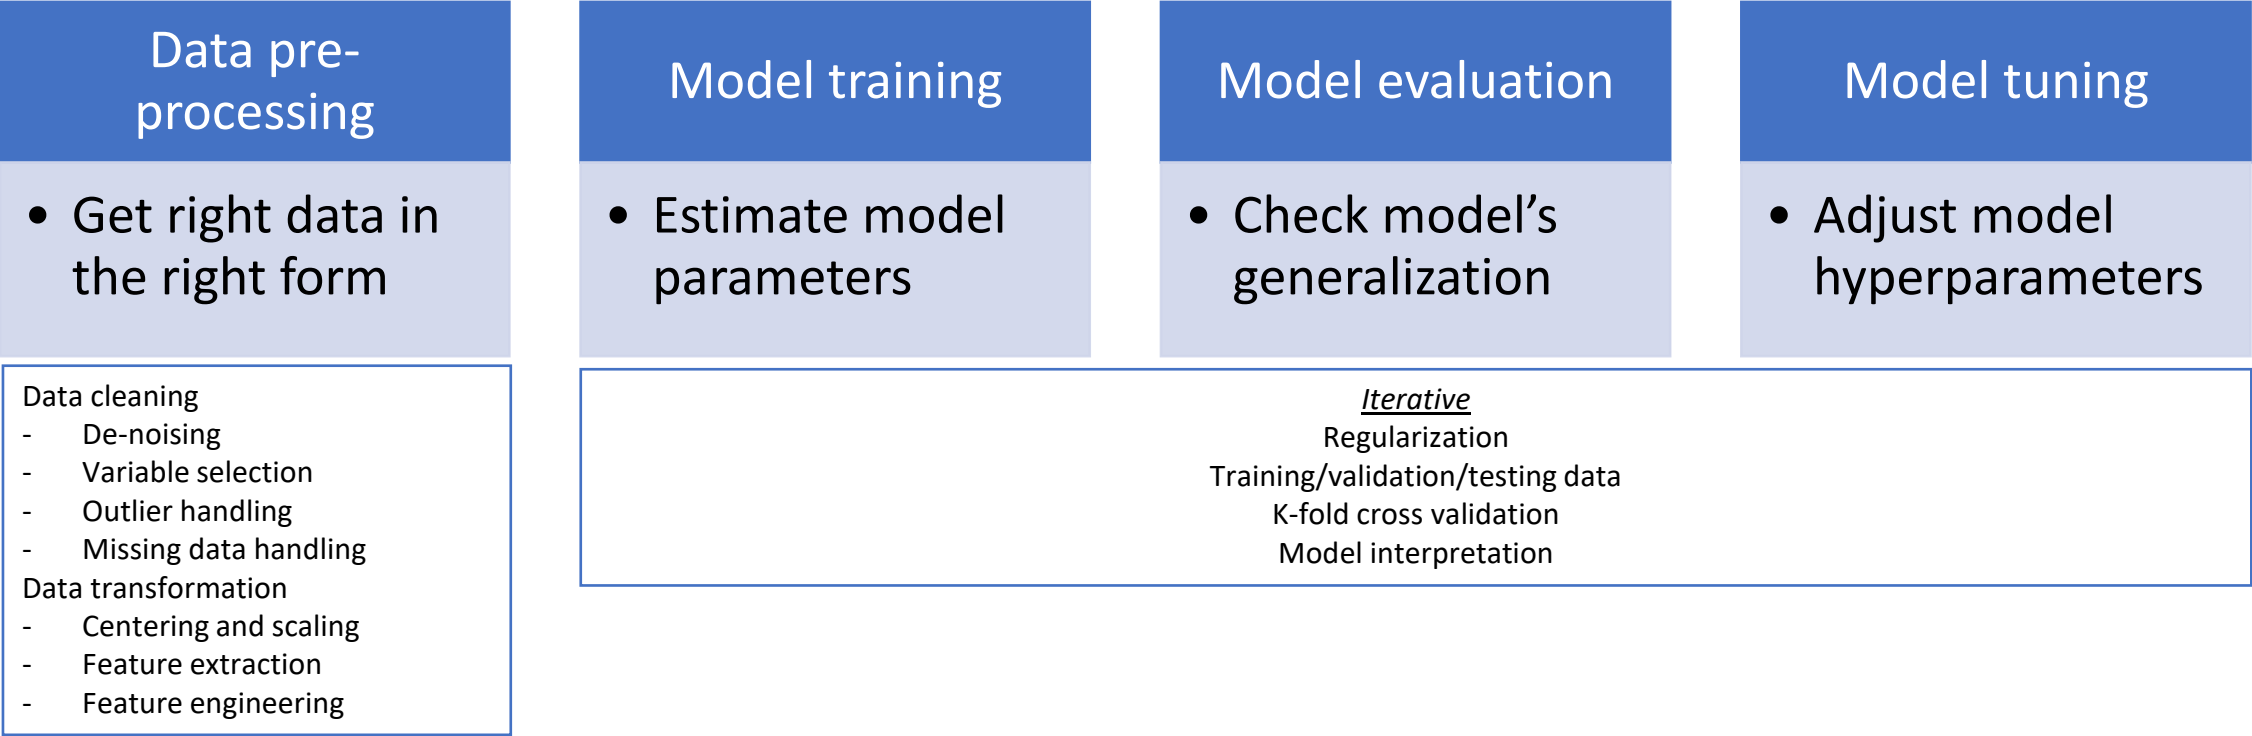 Data pre-
processing
• Get right data in
the right form
Data cleaning
- De-noising
- Variable selection
- Outlier handling
- Missing data handling
Data transformation
- Centering and scaling
- Feature extraction
- Feature engineering
Model training
• Estimate model
parameters
Model evaluation
• Check model’s
generalization
Model tuning
• Adjust model
hyperparameters
Iterative
Regularization
Training/validation/testing data
K-fold cross validation
Model interpretation